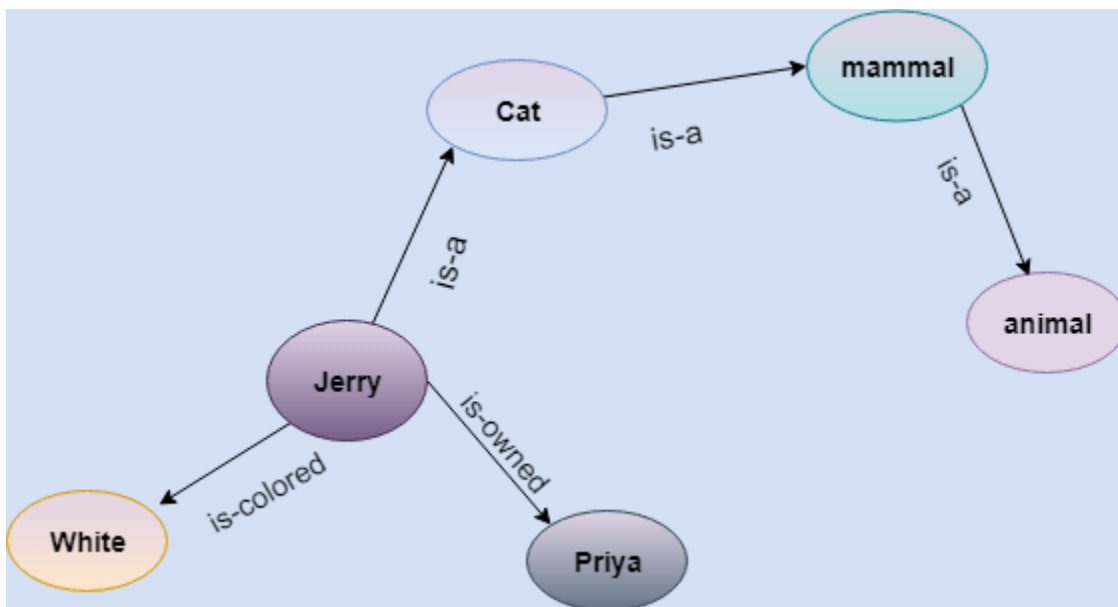 mammal
Cat
is-a
is-a
is-a
animal
Jerry
is-owned
is-colored
White
Priya